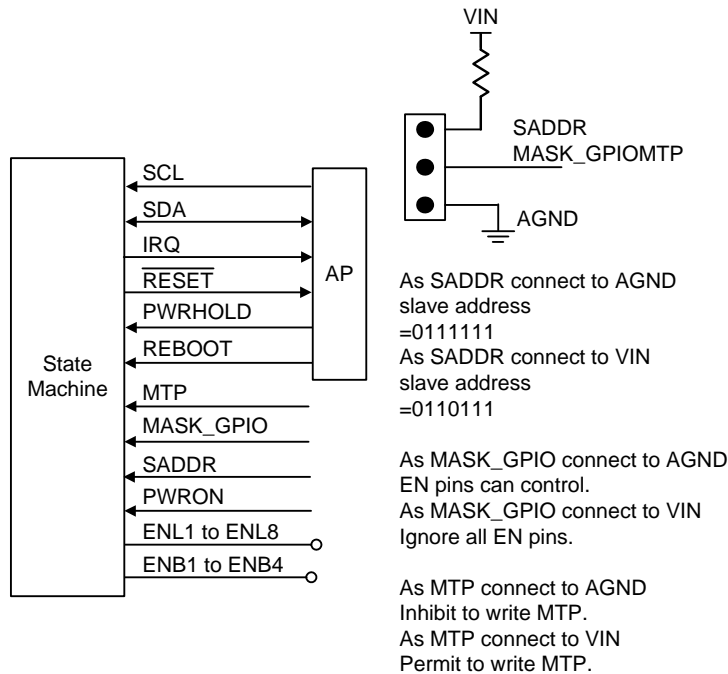 VIN
SADDR
MASK_GPIOMTP
AGND
SCL
SDA
IRQ
RESET
PWRHOLD
REBOOT
MTP
MASK_GPIO
SADDR
PWRON
ENL1 to ENL8
ENB1 to ENB4
State
Machine
AP
As SADDR connect to AGND
slave address
=0111111
As SADDR connect to VIN
slave address
=0110111
As MASK_GPIO connect to AGND
EN pins can control.
As MASK_GPIO connect to VIN
Ignore all EN pins.
As MTP connect to AGND
Inhibit to write MTP.
As MTP connect to VIN
Permit to write MTP.